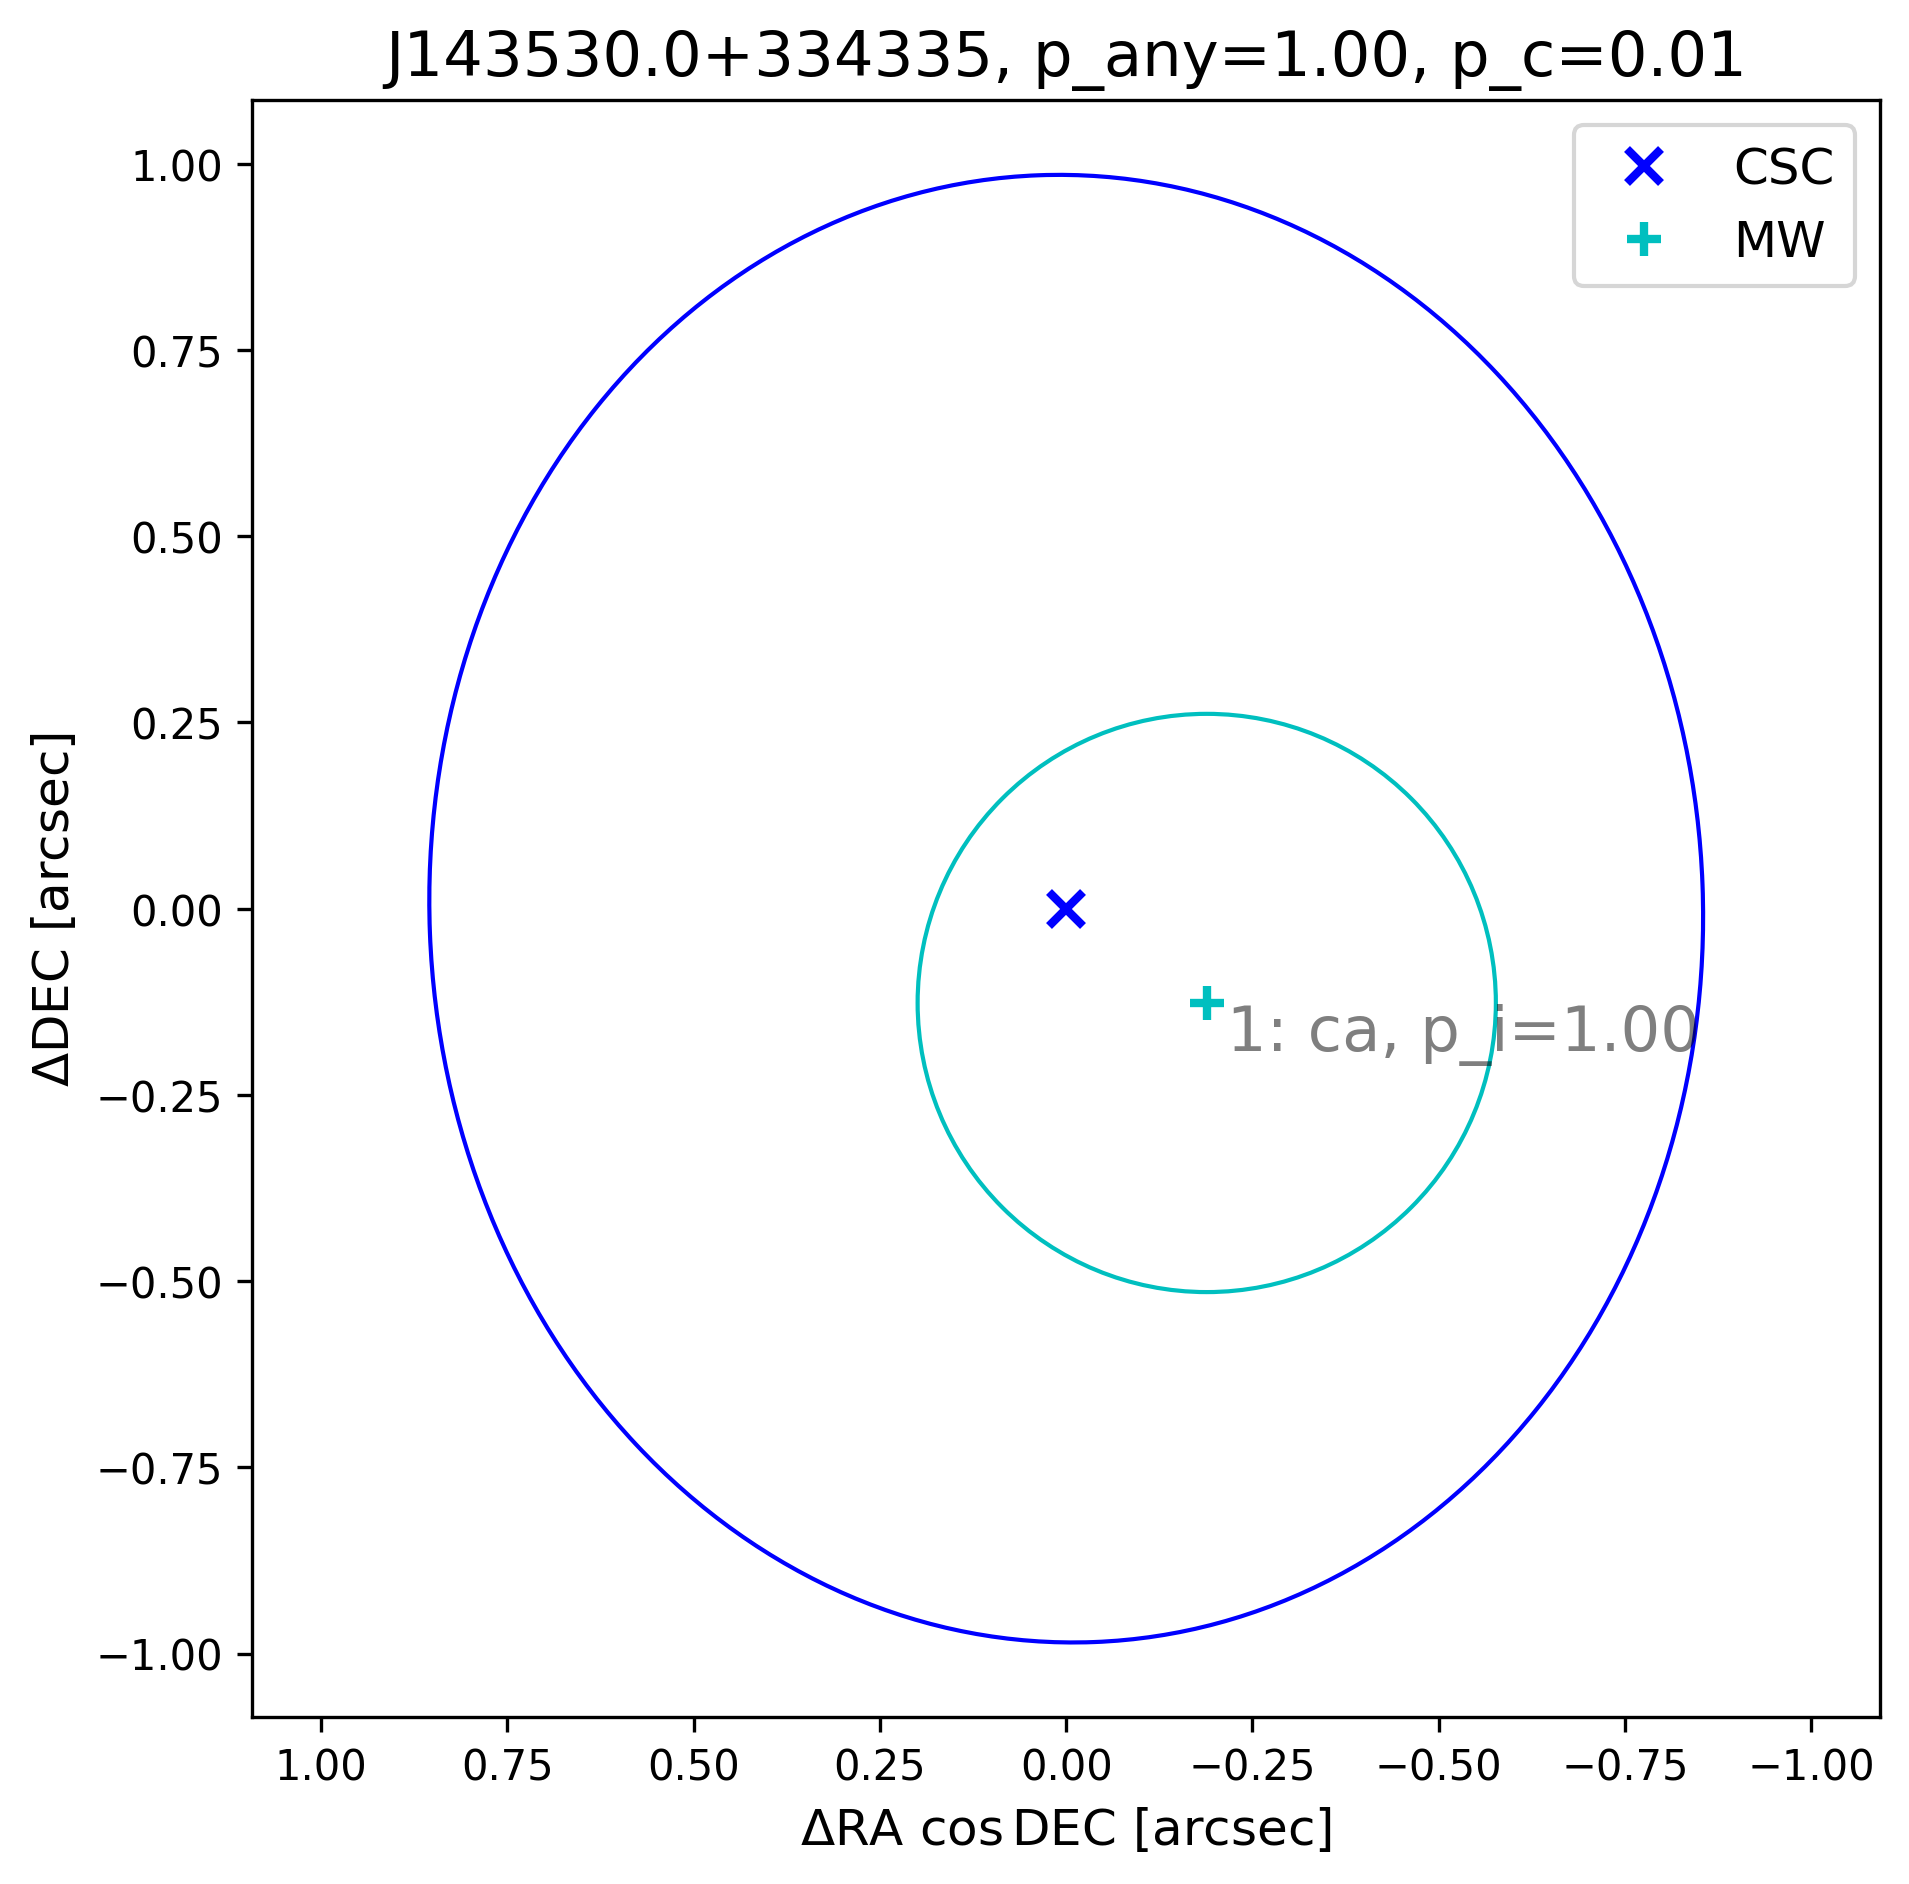 J143530.0+334335, p_any=1.00, p_c=0.01
CSC
MW
1.00
0.75
0.50
0.25
0.00
−0.25
−0.50
−0.75
−1.00
ΔDEC [arcsec]
1: ca, p_i=1.00
1.00 0.75 0.50 0.25 0.00 −0.25 −0.50 −0.75 −1.00
ΔRA cos DEC [arcsec]